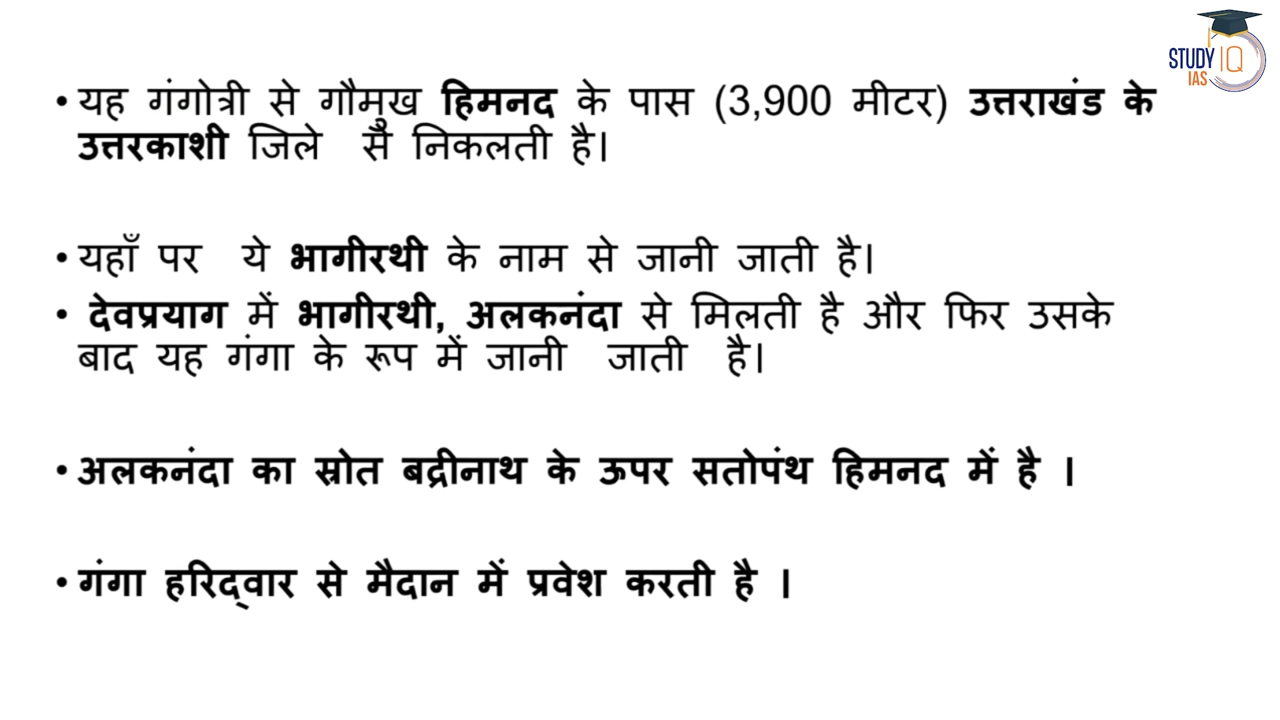 STUDY IQ
IAS
• यह गंगोत्री से गौमुख हिमनद के पास (3,900 मीटर) उत्तराखंड के
उत्तरकाशी जिले से निकलती है।
• यहाँ पर ये भागीरथी के नाम से जानी जाती है।
• देवप्रयाग में भागीरथी, अलकनंदा से मिलती है और फिर उसके
बाद यह गंगा के रूप में जानी जाती है।
• अलकनंदा का स्रोत बद्रीनाथ के ऊपर सतोपंथ हिमनद में है ।
• गंगा हरिद्वार से मैदान में प्रवेश करती है ।